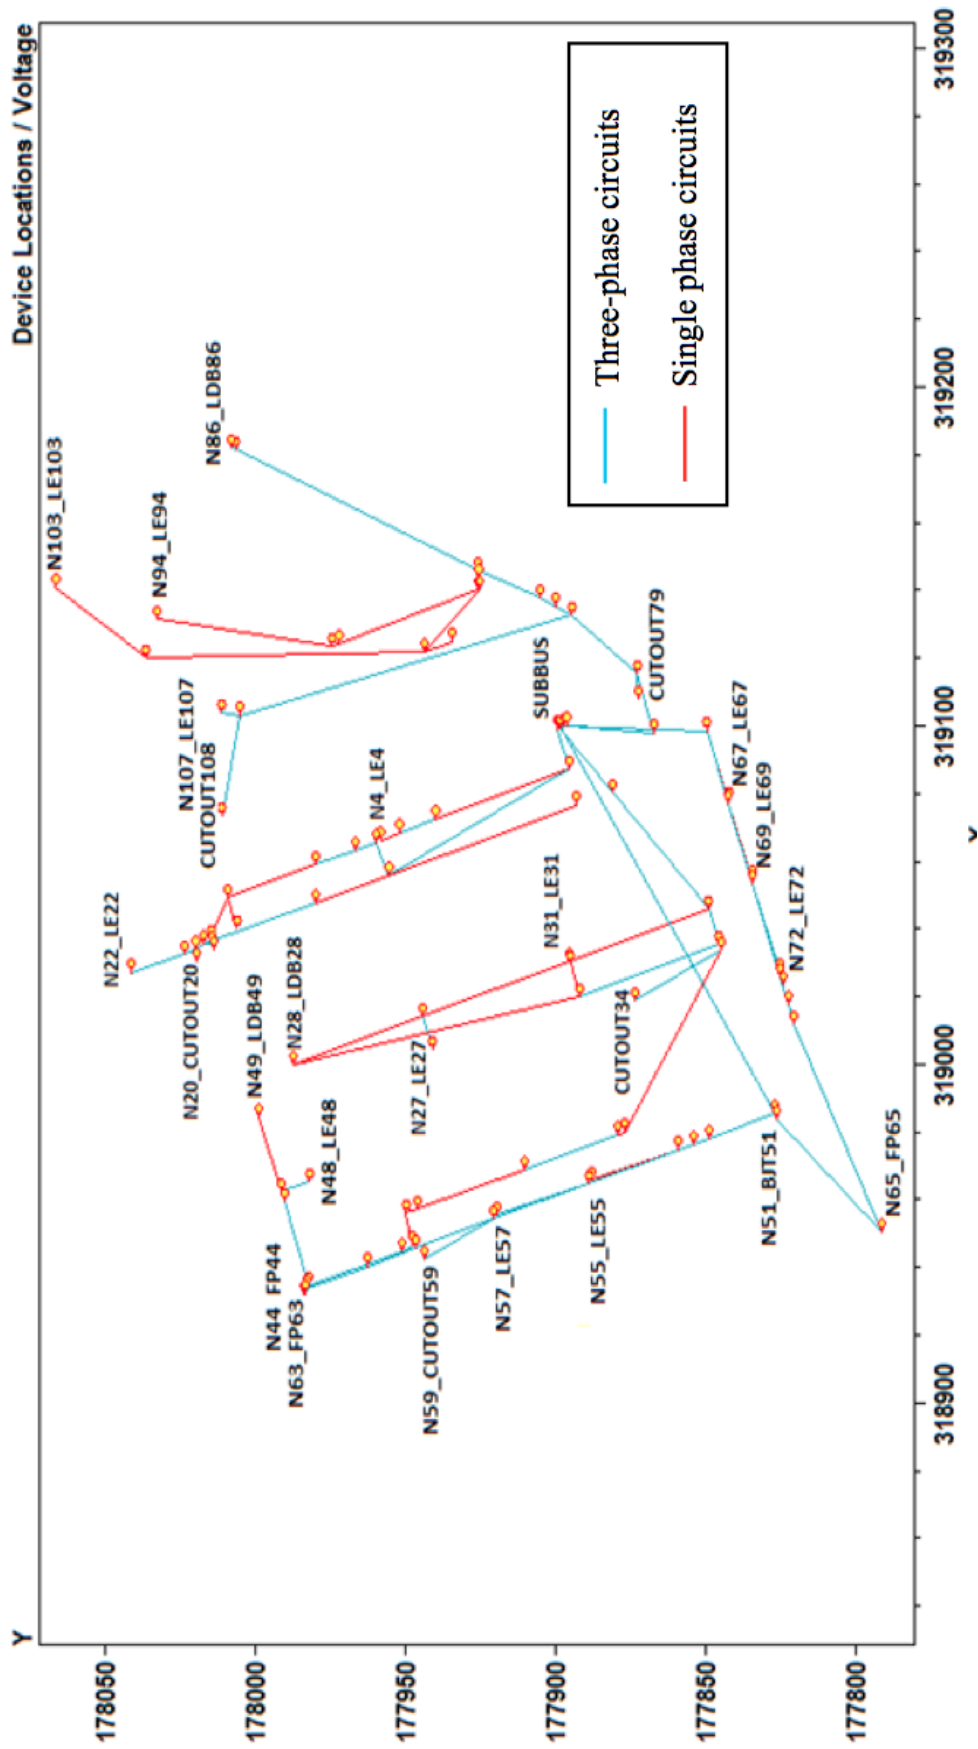 Device Locations / Voltage
Y
N103_LE103
N94_LE94
N86_LDB86
N107_LE107
CUTOUT108
N22_LE22
N20_CUTOUT20
N4_LE4
SUBBUS
CUTOUT79
N49_LDB49
N28_LDB28
N48_LE48
N27_LE27
N31_LE31
CUTOUT34
N67_LE67
N69_LE69
N72_LE72
N44_FP44
N63_FP63
N59_CUTOUT59
N57_LE57
N55_LE55
N51_BJT51
N65_FP65
Three-phase circuits
Single phase circuits
178050
178000
177950
177900
177850
177800
318900
319000
319100
319200
319300
X